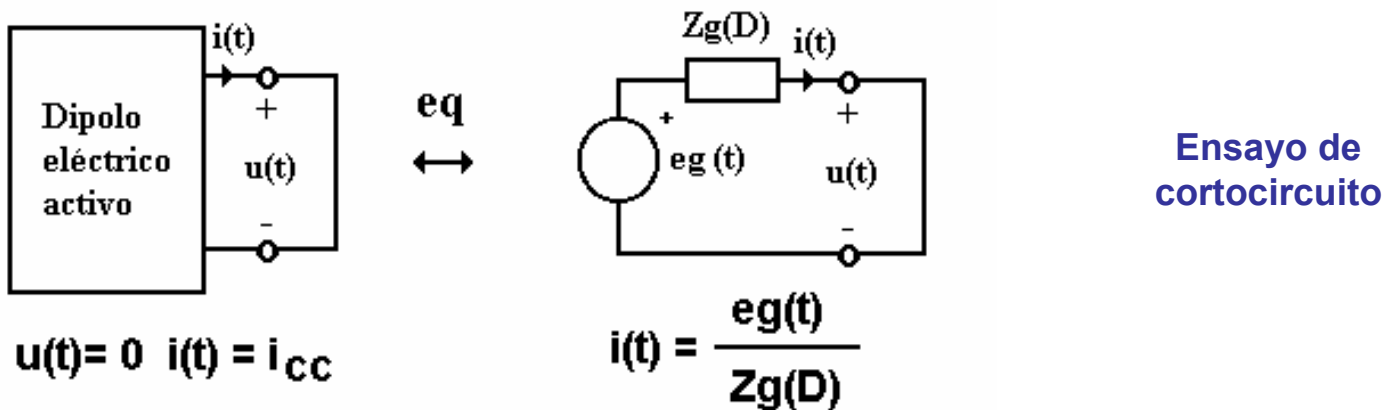 i(t)
Dipolo
eléctrico
activo
+
u(t)
-
eq
Zg(D)
i(t)
+
eg (t)
+
u(t)
-
Ensayo de
cortocircuito
u(t)= 0 i(t) = iCC
i(t) = eg(t)
Zg(D)